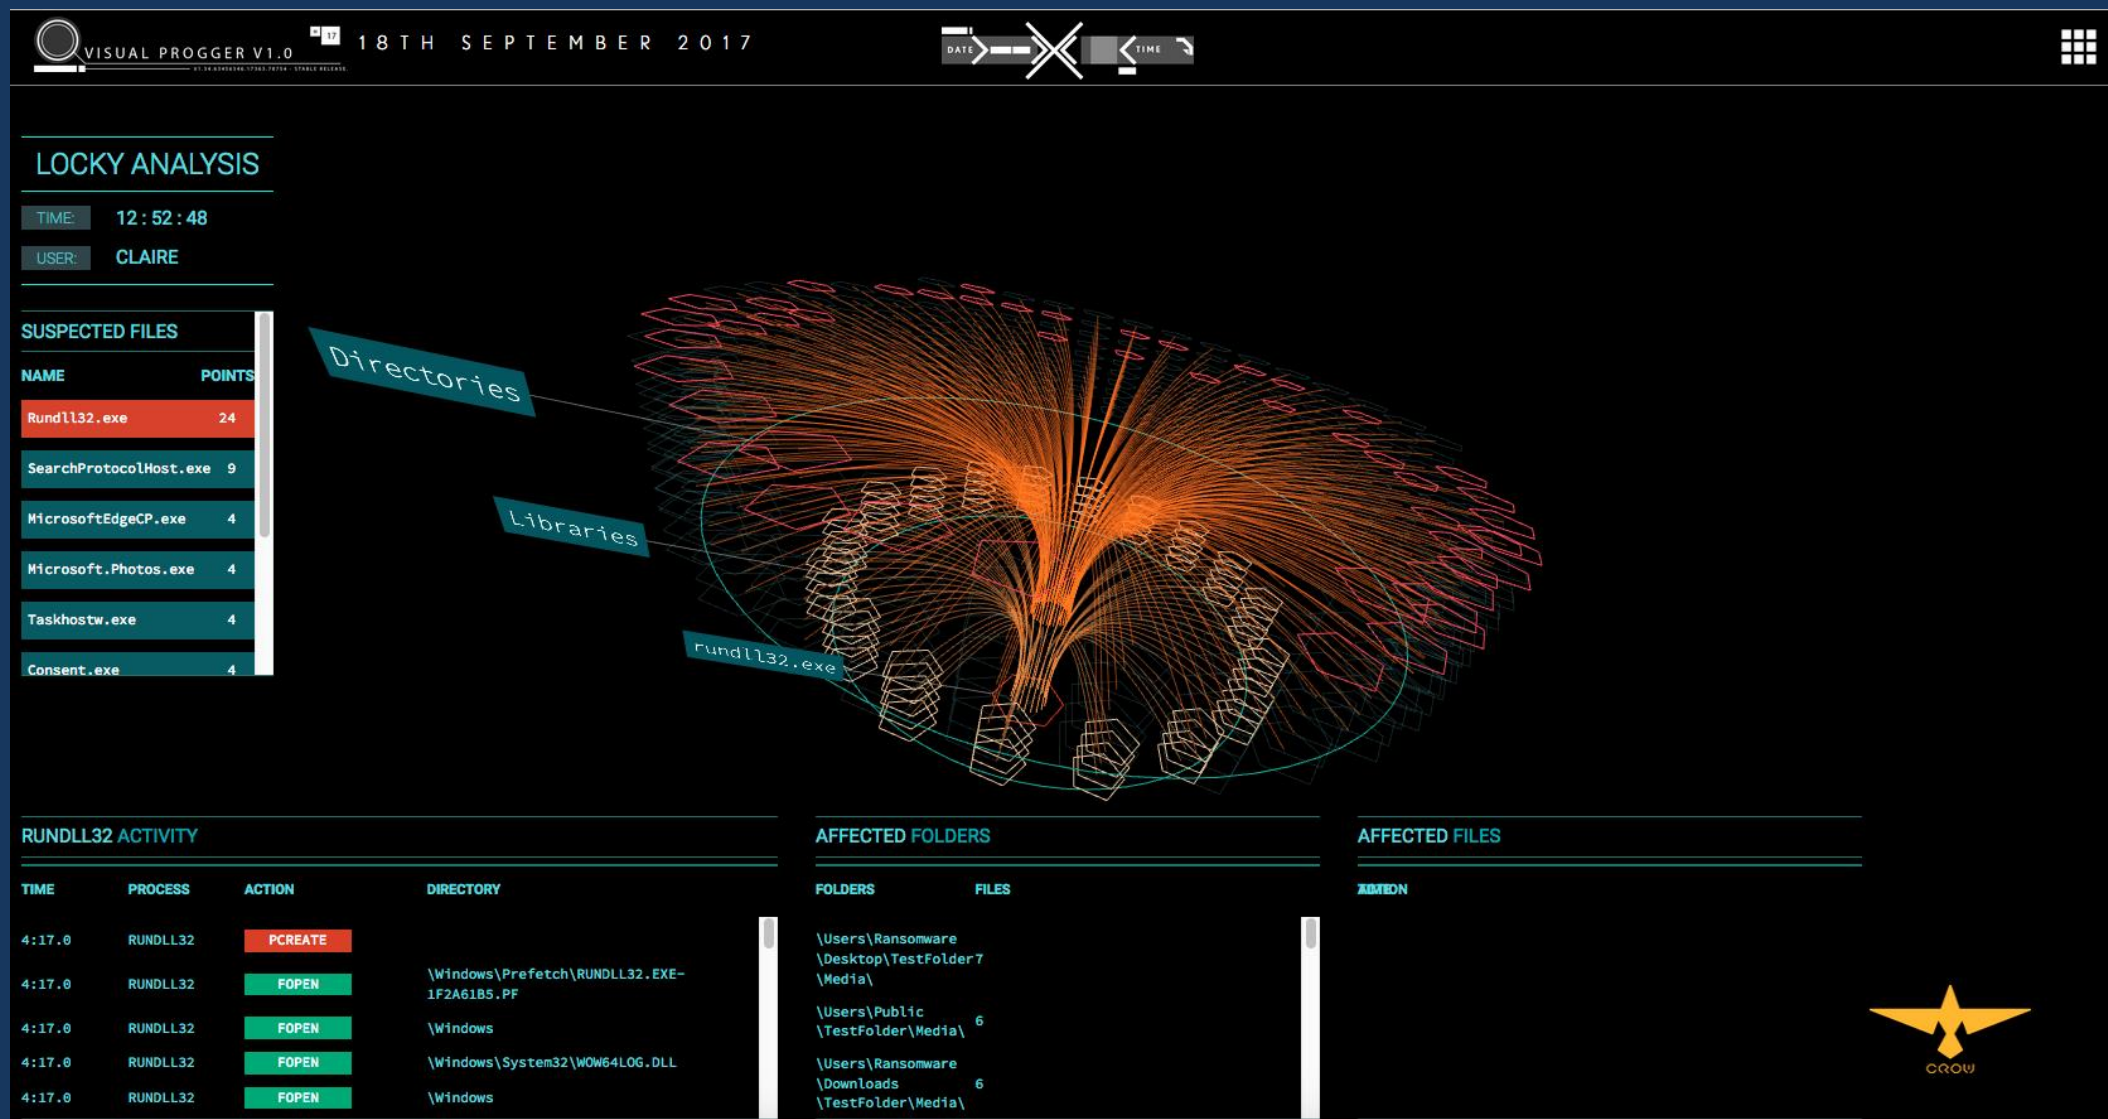 VISUAL PROGGER V1.0
17
18TH SEPTEMBER 2017
DATE
TIME
LOCKY ANALYSIS
TIME: 12:52:48
USER: CLAIRE
SUSPECTED FILES
NAME POINTS
Rundll32.exe 24
SearchProtocolHost.exe 9
MicrosoftEdgeCP.exe 4
Microsoft.Photos.exe 4
Taskhostw.exe 4
Consent.exe 4
Directories
Libraries
rundll32.exe
RUNDLL32 ACTIVITY
TIME PROCESS ACTION DIRECTORY
4:17.0 RUNDLL32 PCREATE
4:17.0 RUNDLL32 FOPEN \Windows\Prefetch\RUNDLL32.EXE-
1F2A61B5.PF
4:17.0 RUNDLL32 FOPEN \Windows
4:17.0 RUNDLL32 FOPEN \Windows\System32\WOW64LOG.DLL
4:17.0 RUNDLL32 FOPEN \Windows
AFFECTED FOLDERS
FOLDERS FILES
\Users\Ransomware
\Desktop\TestFolder 7
\Media\
\Users\Public
\TestFolder\Media\ 6
\Users\Ransomware
\Downloads 6
\TestFolder\Media\
AFFECTED FILES
CROW